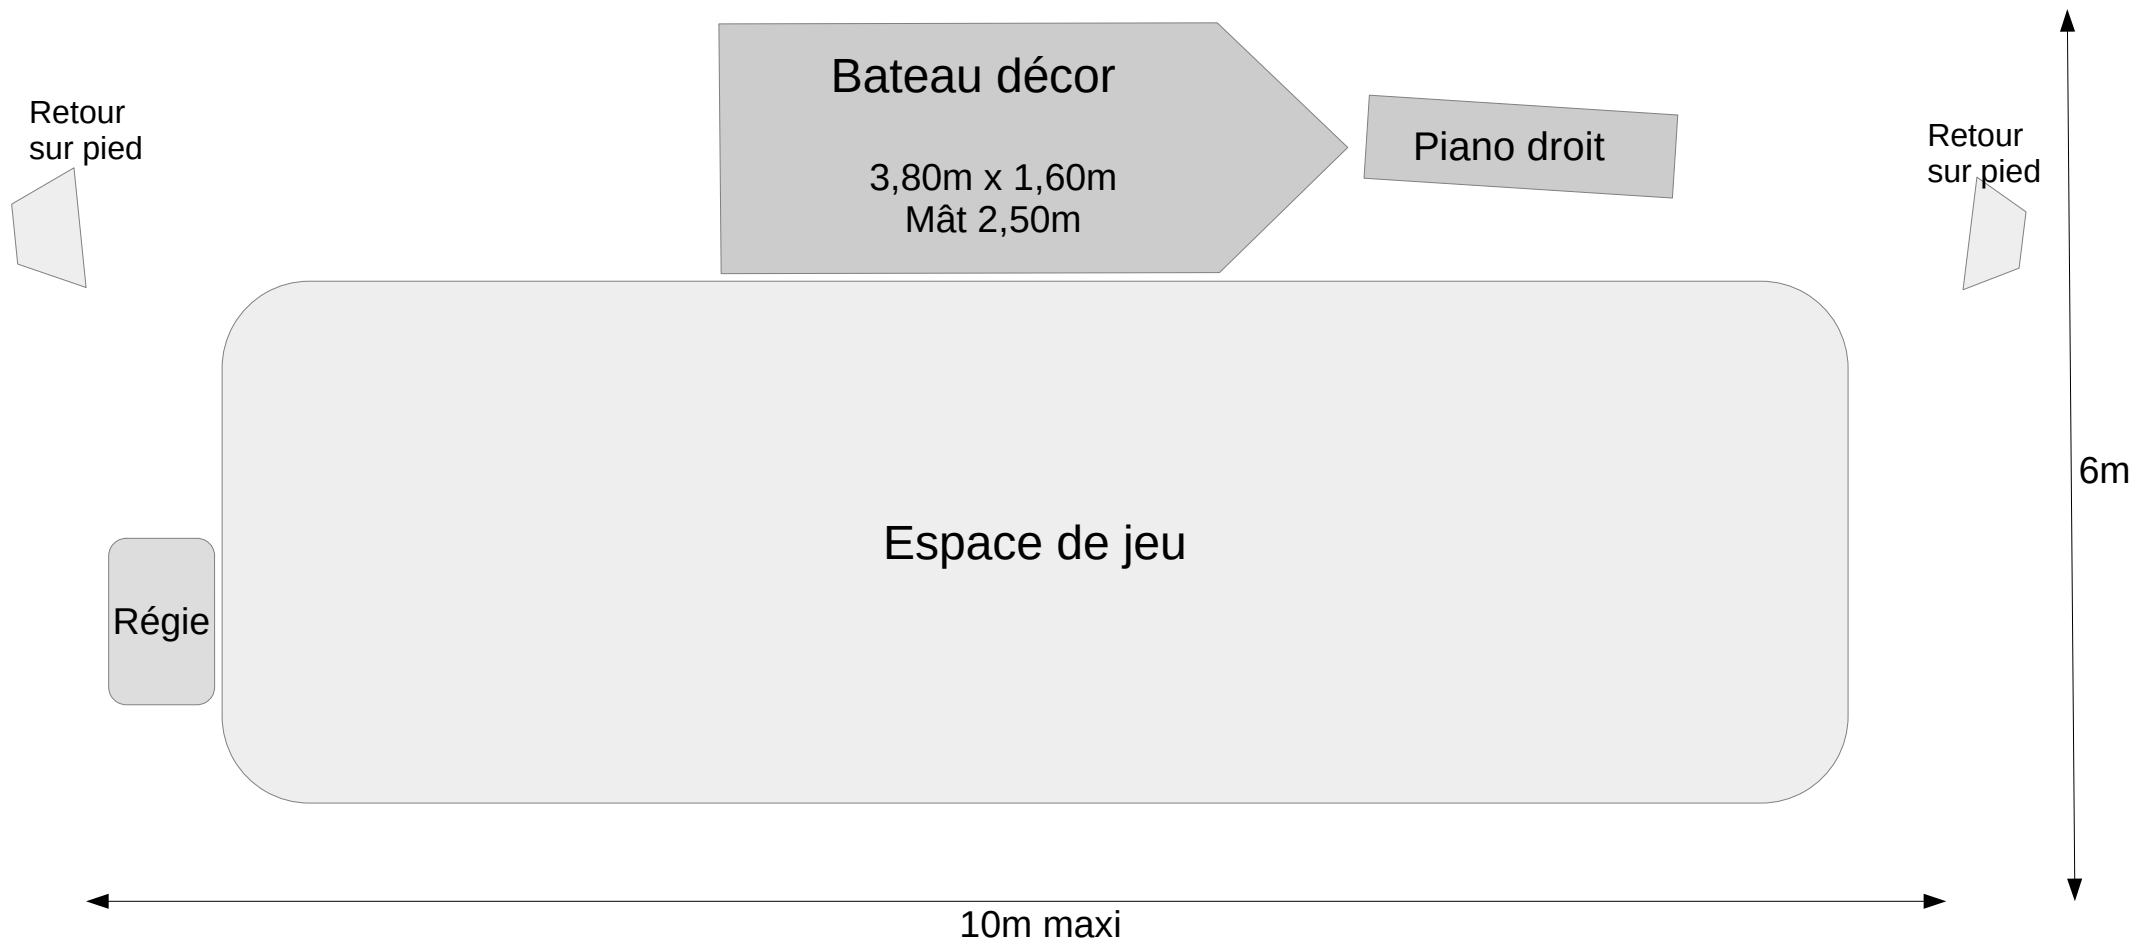 Bateau décor
3,80m x 1,60m
Mât 2,50m
Retour
sur pied
Piano droit
Retour
sur pied
Espace de jeu
6m
Régie
10m maxi